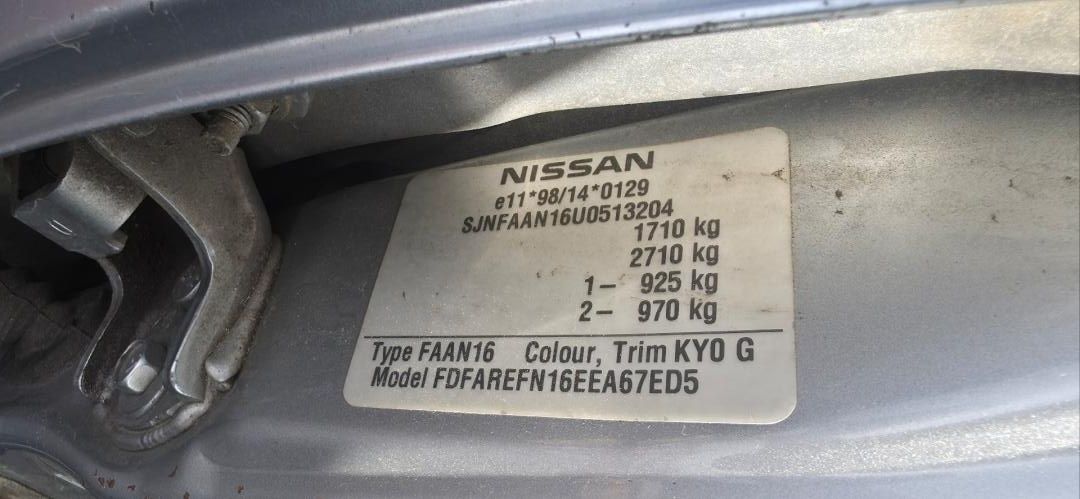 NISSAN
e11*98/14*0129
SJNFAAN16U0513204
1710 kg
2710 kg
1– 925 kg
2– 970 kg
Type FAAN16 Colour, Trim KY0 G
Model FDFAREFN16EEA67ED5